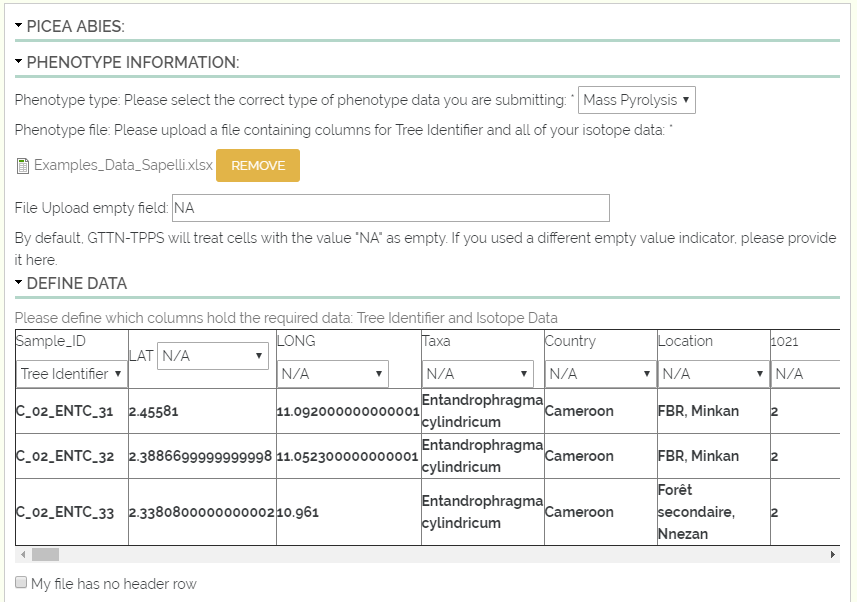 PICEA ABIES:
PHENOTYPE INFORMATION:
Phenotype type: Please select the correct type of phenotype data you are submitting: * Mass Pyrolysis
Phenotype file: Please upload a file containing columns for Tree Identifier and all of your isotope data: *
Examples_Data_Sapelli.xlsx REMOVE
File Upload empty field: NA
By default, GTTN-TPPS will treat cells with the value "NA" as empty. If you used a different empty value indicator, please provide
it here.
DEFINE DATA
Please define which columns hold the required data: Tree Identifier and Isotope Data
Sample_ID LAT N/A LONG Taxa Country Location 1021
Tree Identifier N/A N/A N/A N/A N/A
C_02_ENTC_31 2.45581 11.092000000000001 Entandrophragma cylindricum Cameroon FBR, Minkan 2
C_02_ENTC_32 2.3886699999999998 11.052300000000001 Entandrophragma cylindricum Cameroon FBR, Minkan 2
C_02_ENTC_33 2.3380800000000002 10.961 Entandrophragma cylindricum Cameroon Forêt secondaire, Nnezan 2
My file has no header row